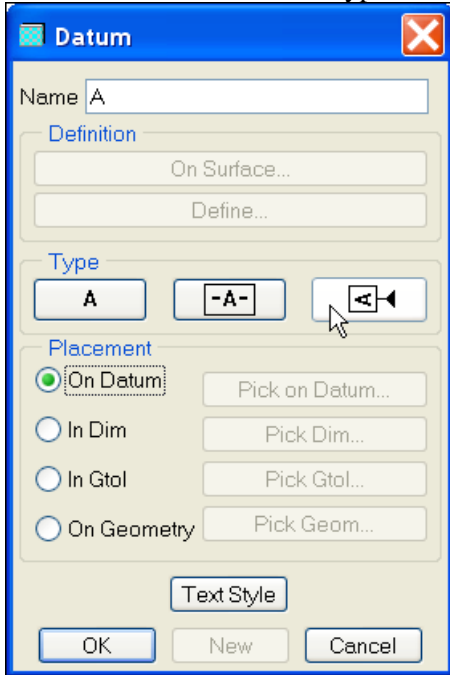 Datum
Name A
Definition
On Surface...
Define...
Type
A -A- A
Placement
On Datum Pick on Datum...
In Dim Pick Dim...
In Gtol Pick Gtol...
On Geometry Pick Geom...
Text Style
OK New Cancel